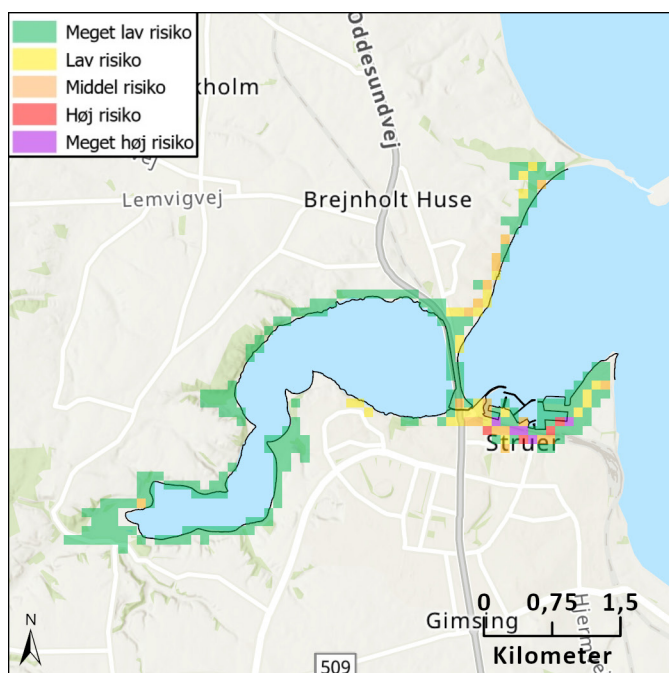 Meget lav risiko
Lav risiko
Middel risiko
Høj risiko
Meget høj risiko
Oddesundvej
Lemvigvej
Brejnholt Huse
Struer
Gimsing
0 0,75 1,5
Kilometer
N
509